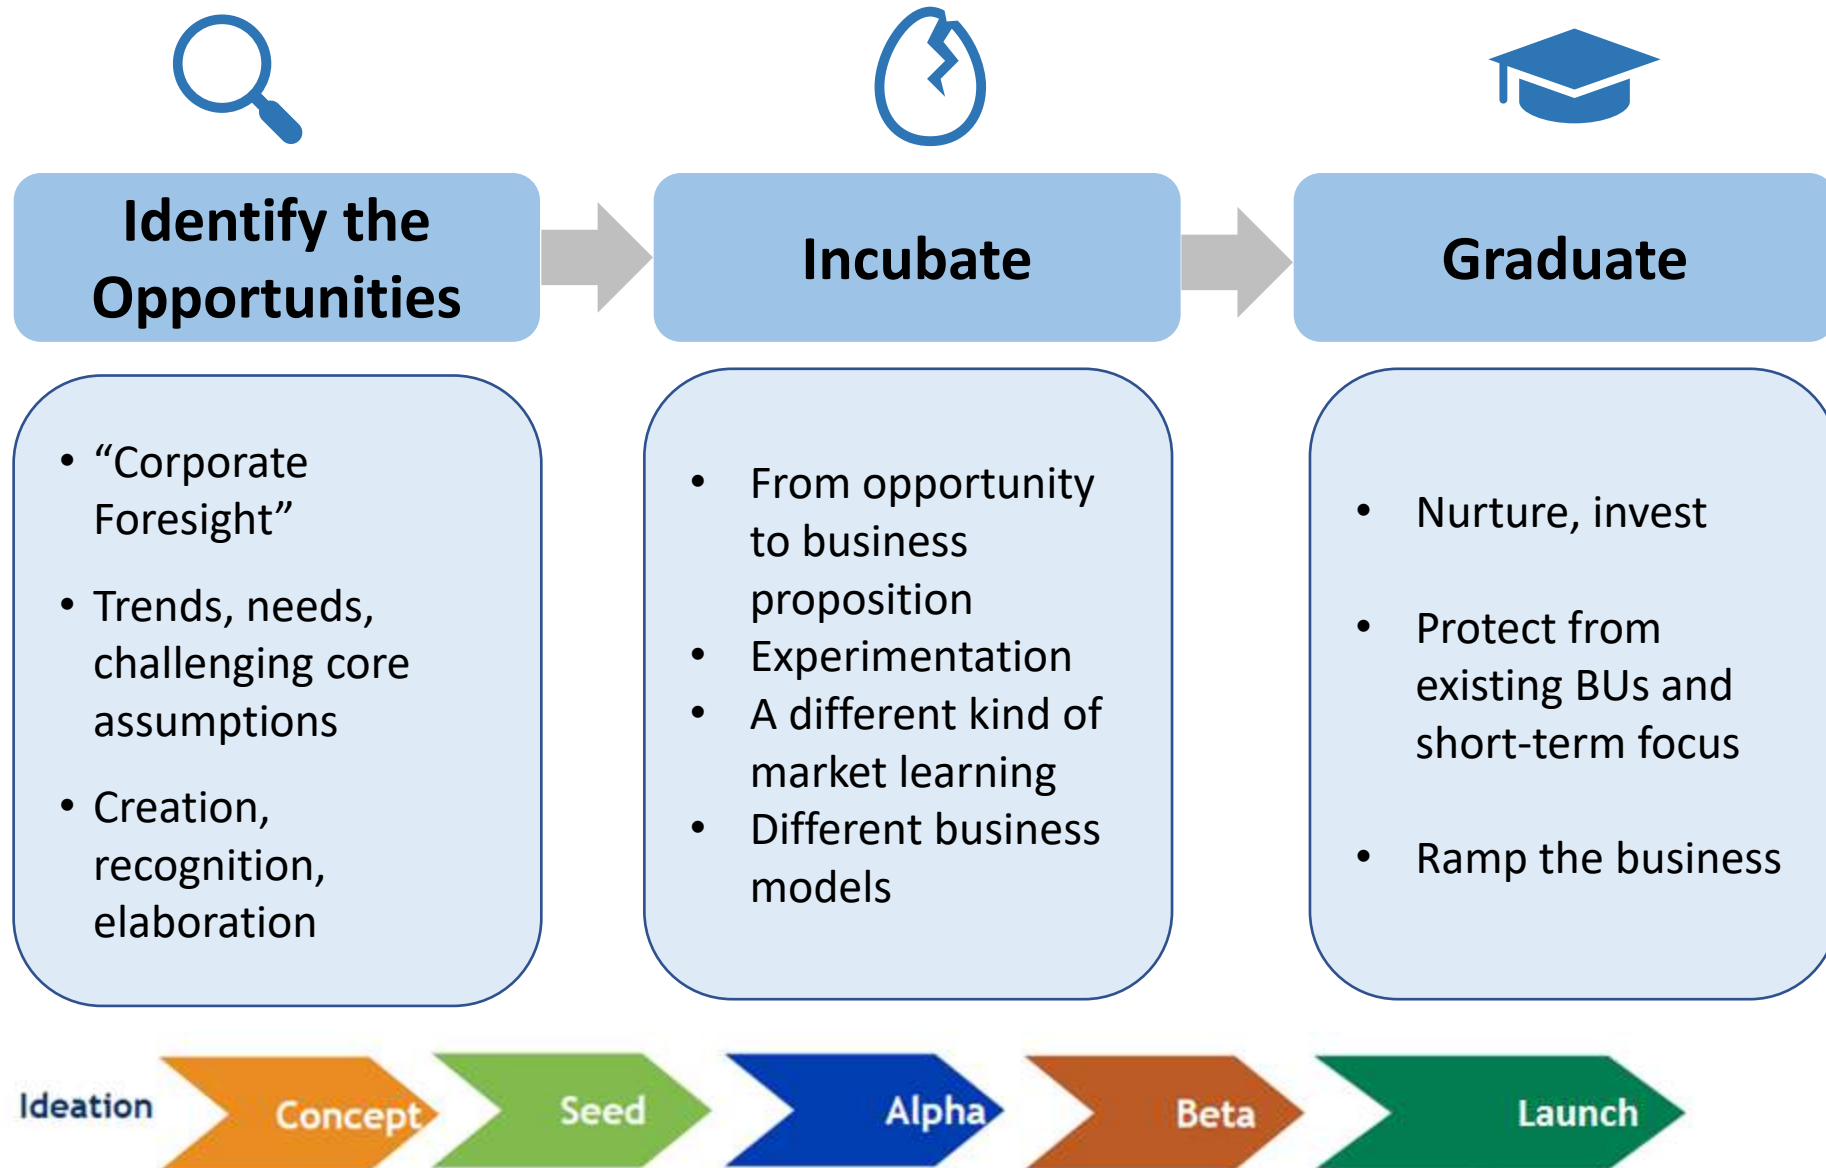 Identify the
Opportunities
Incubate
Graduate
• “Corporate
Foresight”
• Trends, needs,
challenging core
assumptions
• Creation,
recognition,
elaboration
• From opportunity
to business
proposition
• Experimentation
• A different kind of
market learning
• Different business
models
• Nurture, invest
• Protect from
existing BUs and
short-term focus
• Ramp the business
Ideation
Concept
Seed
Alpha
Beta
Launch